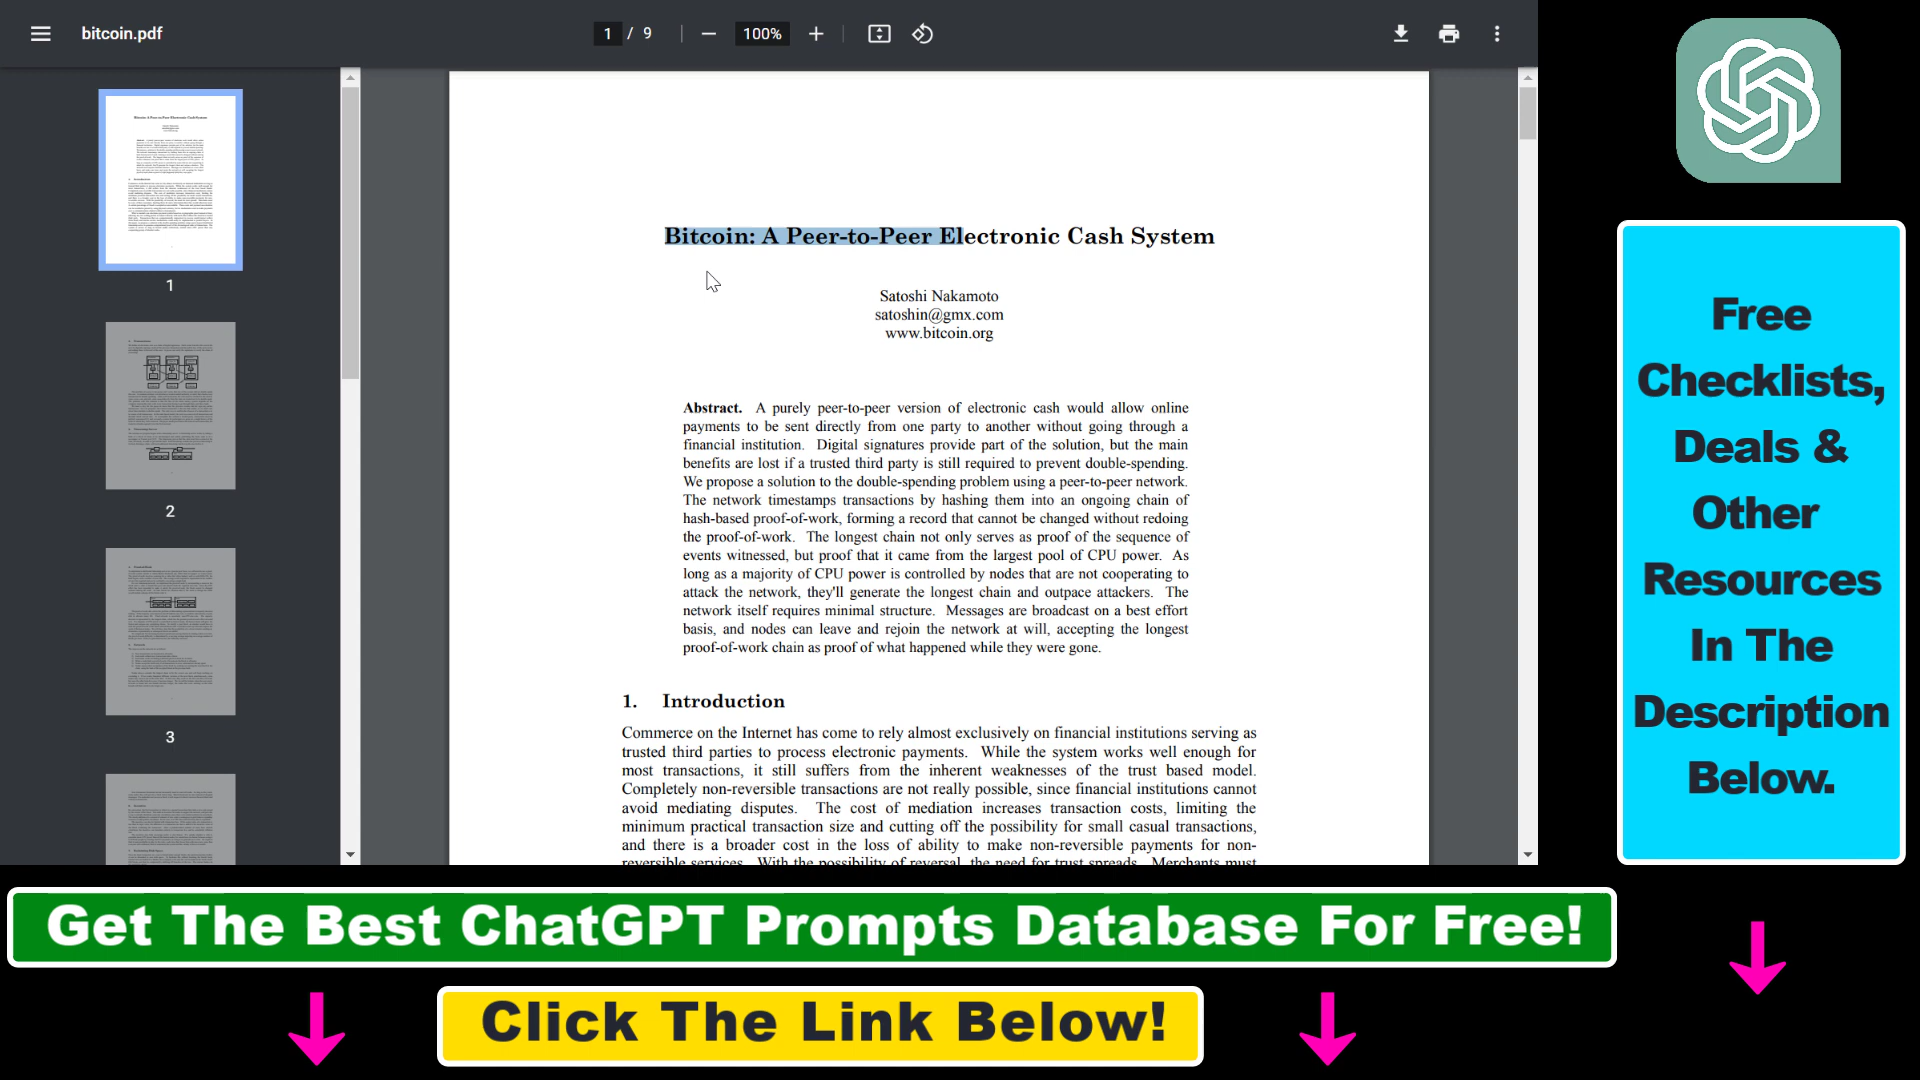 bitcoin.pdf
1 / 9
100%
1
2
3
Bitcoin: A Peer-to-Peer Electronic Cash System
Satoshi Nakamoto
satoshin@gmx.com
www.bitcoin.org
Abstract. A purely peer-to-peer version of electronic cash would allow online
payments to be sent directly from one party to another without going through a
financial institution. Digital signatures provide part of the solution, but the main
benefits are lost if a trusted third party is still required to prevent double-spending.
We propose a solution to the double-spending problem using a peer-to-peer network.
The network timestamps transactions by hashing them into an ongoing chain of
hash-based proof-of-work, forming a record that cannot be changed without redoing
the proof-of-work. The longest chain not only serves as proof of the sequence of
events witnessed, but proof that it came from the largest pool of CPU power. As
long as a majority of CPU power is controlled by nodes that are not cooperating to
attack the network, they'll generate the longest chain and outpace attackers. The
network itself requires minimal structure. Messages are broadcast on a best effort
basis, and nodes can leave and rejoin the network at will, accepting the longest
proof-of-work chain as proof of what happened while they were gone.
1. Introduction
Commerce on the Internet has come to rely almost exclusively on financial institutions serving as
trusted third parties to process electronic payments. While the system works well enough for
most transactions, it still suffers from the inherent weaknesses of the trust based model.
Completely non-reversible transactions are not really possible, since financial institutions cannot
avoid mediating disputes. The cost of mediation increases transaction costs, limiting the
minimum practical transaction size and cutting off the possibility for small casual transactions,
and there is a broader cost in the loss of ability to make non-reversible payments for non-
reversible services. With the possibility of reversal, the need for trust spreads. Merchants must
Free
Checklists,
Deals &
Other
Resources
In The
Description
Below.
Get The Best ChatGPT Prompts Database For Free!
Click The Link Below!